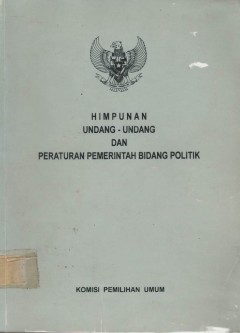 HIMPUNAN
UNDANG - UNDANG
DAN
PERATURAN PEMERINTAH BIDANG POLITIK
KOMISI PEMILIHAN UMUM